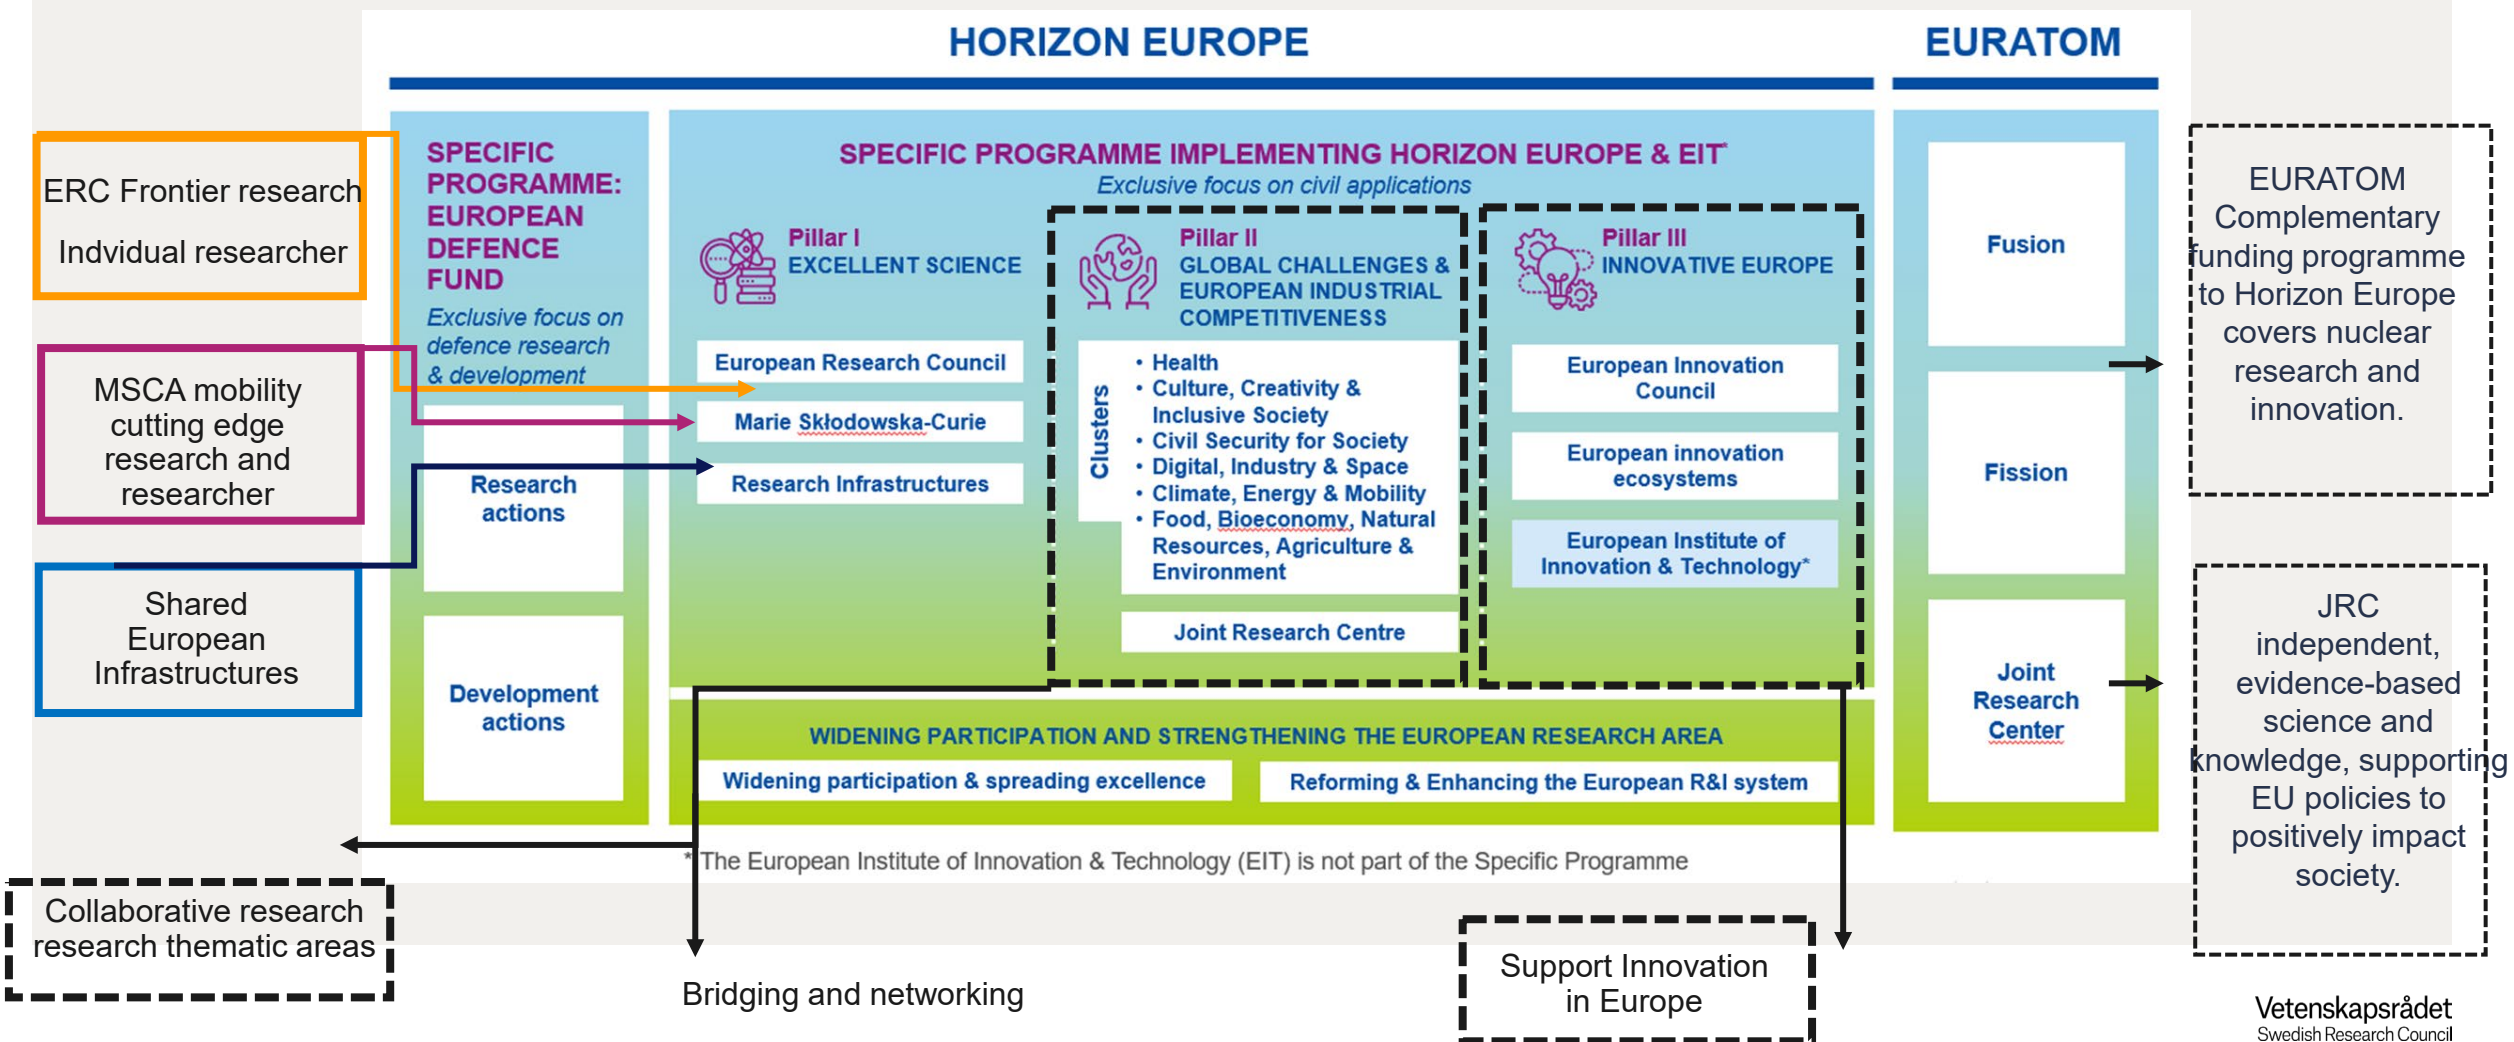 HORIZON EUROPE
EURATOM
ERC Frontier research
Indvidual researcher
MSCA mobility
cutting edge
research and
researcher
Shared
European
Infrastructures
SPECIFIC
PROGRAMME:
EUROPEAN
DEFENCE
FUND
Exclusive focus on
defence research
& development
Research
actions
Development
actions
SPECIFIC PROGRAMME IMPLEMENTING HORIZON EUROPE & EIT*
Exclusive focus on civil applications
Pillar I
EXCELLENT SCIENCE
European Research Council
Marie Skłodowska-Curie
Research Infrastructures
Pillar II
GLOBAL CHALLENGES &
EUROPEAN INDUSTRIAL
COMPETITIVENESS
Clusters
• Health
• Culture, Creativity &
Inclusive Society
• Civil Security for Society
• Digital, Industry & Space
• Climate, Energy & Mobility
• Food, Bioeconomy, Natural
Resources, Agriculture &
Environment
Joint Research Centre
Pillar III
INNOVATIVE EUROPE
European Innovation
Council
European innovation
ecosystems
European Institute of
Innovation & Technology*
WIDENING PARTICIPATION AND STRENGTHENING THE EUROPEAN RESEARCH AREA
Widening participation & spreading excellence
Reforming & Enhancing the European R&I system
* The European Institute of Innovation & Technology (EIT) is not part of the Specific Programme
Fusion
Fission
Joint
Research
Center
EURATOM
Complementary
funding programme
to Horizon Europe
covers nuclear
research and
innovation.
JRC
independent,
evidence-based
science and
knowledge, supporting
EU policies to
positively impact
society.
Collaborative research
research thematic areas
Bridging and networking
Support Innovation
in Europe
Vetenskapsrådet
Swedish Research Council